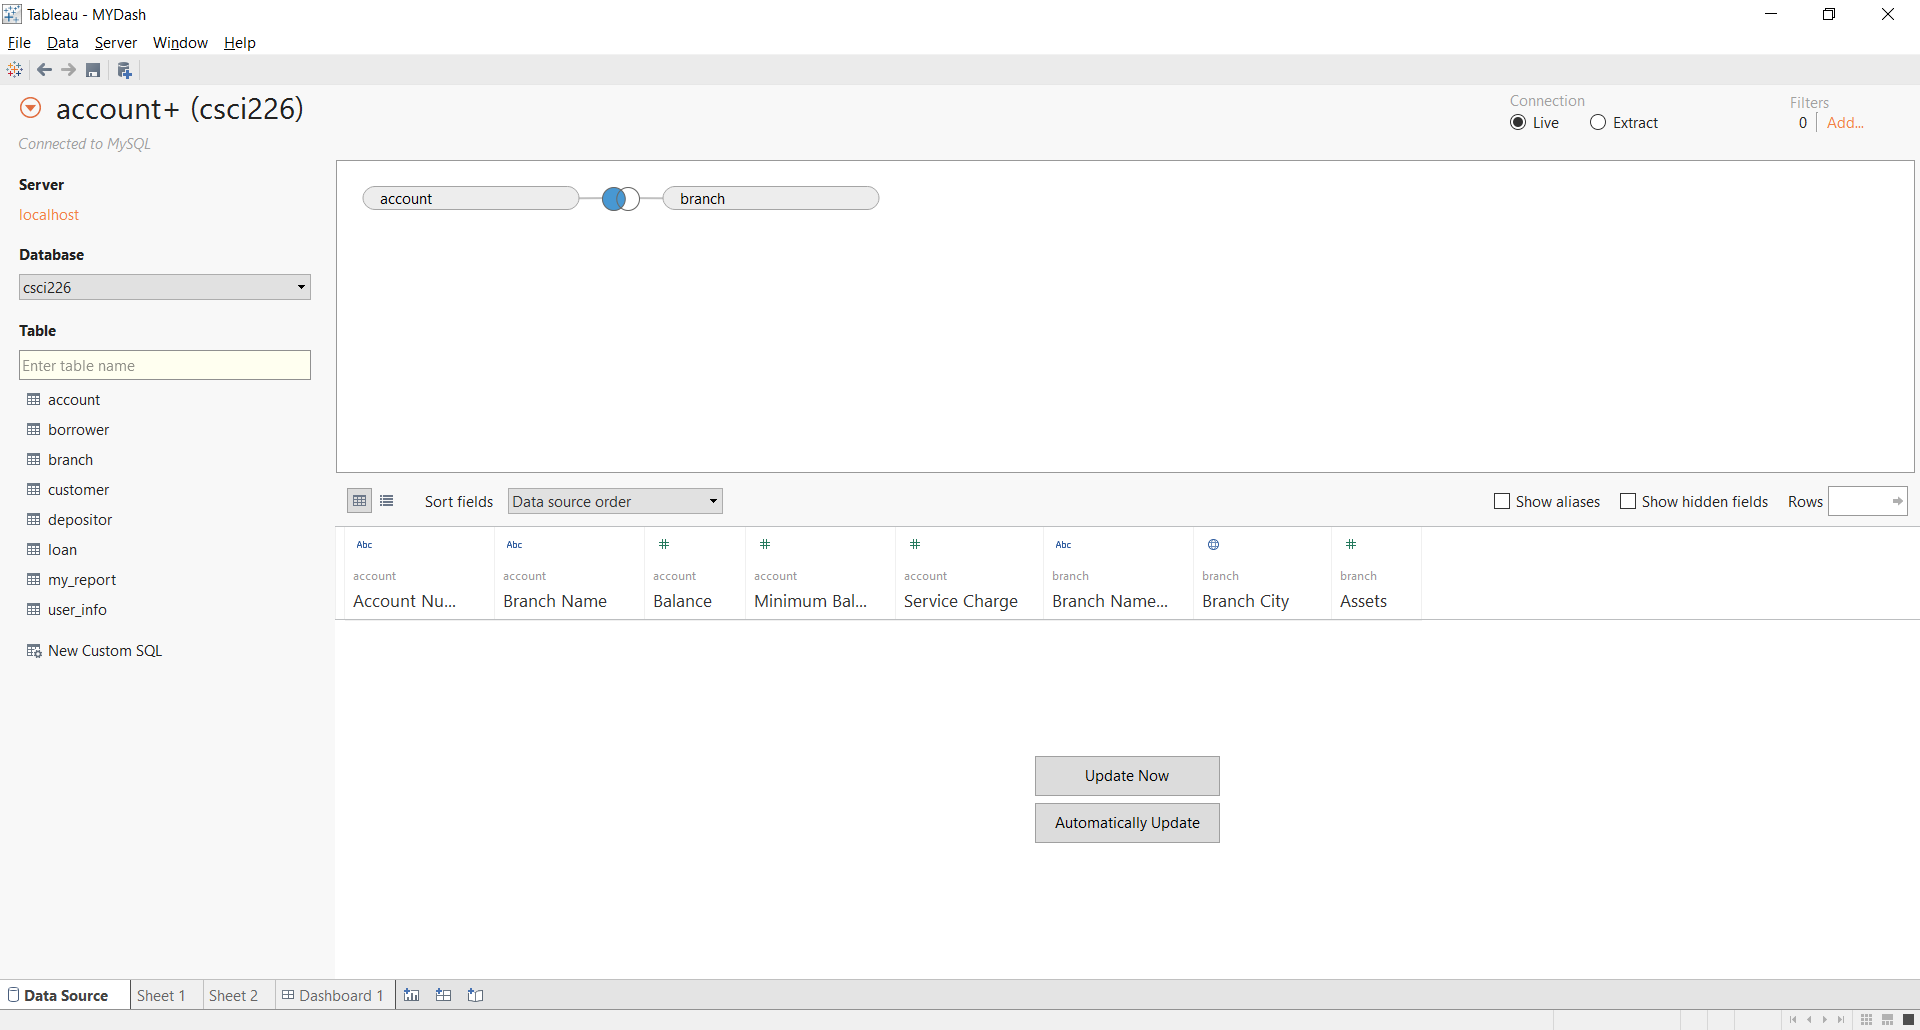 Tableau - MYDash
File Data Server Window Help
account+ (csci226)
Connected to MySQL
Connection
Live Extract
Filters
0 Add...
Server
localhost
Database
csci226
Table
Enter table name
account
borrower
branch
customer
depositor
loan
my_report
user_info
New Custom SQL
account branch
Sort fields Data source order Show aliases Show hidden fields Rows
Abc Abc # # # Abc #
account account account account account branch branch branch
Account Nu... Branch Name Balance Minimum Bal... Service Charge Branch Name... Branch City Assets
Update Now
Automatically Update
Data Source Sheet 1 Sheet 2 Dashboard 1